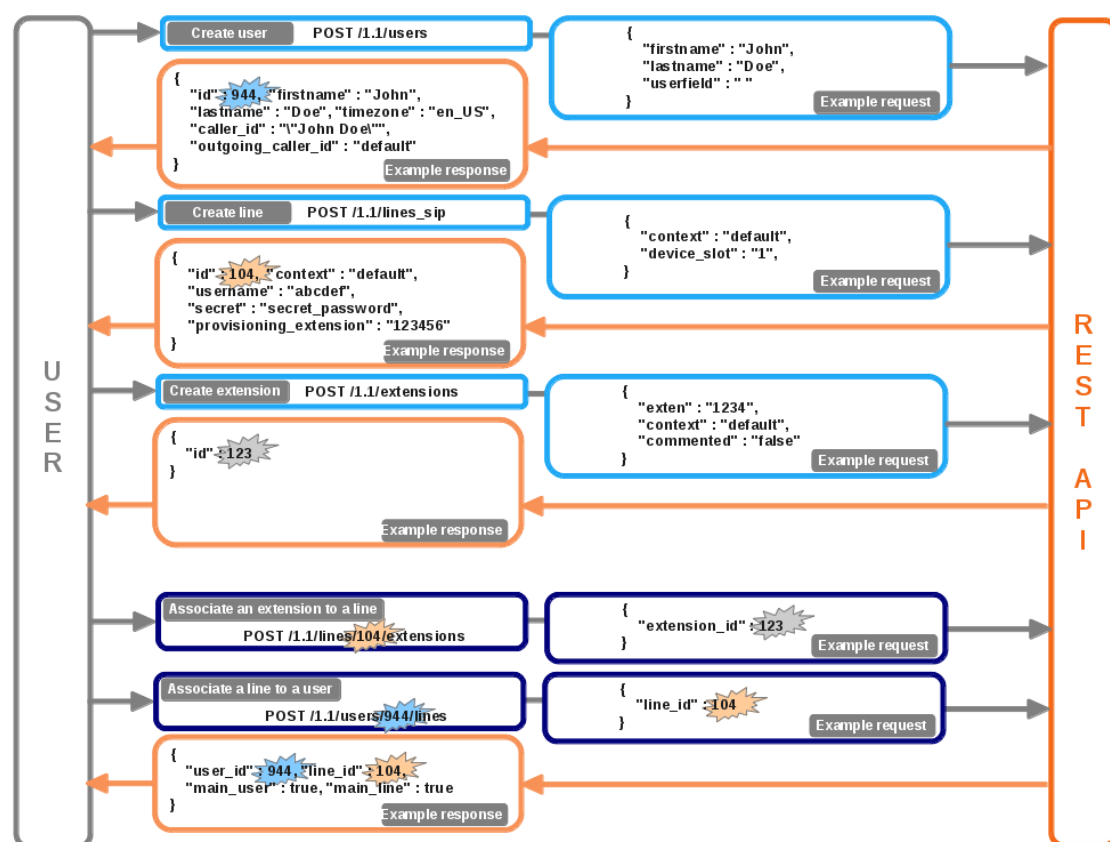 USER
REST API
Create user POST /1.1/users
{
"firstname" : "John",
"lastname" : "Doe",
"userfield" : " "
}
Example request
{
"id" : 944, "firstname" : "John",
"lastname" : "Doe", "timezone" : "en_US",
"caller_id" : "\"John Doe\"",
"outgoing_caller_id" : "default"
}
Example response
Create line POST /1.1/lines_sip
{
"context" : "default",
"device_slot" : "1",
}
Example request
{
"id" : 104, "context" : "default",
"username" : "abcdef",
"secret" : "secret_password",
"provisioning_extension" : "123456"
}
Example response
Create extension POST /1.1/extensions
{
"exten" : "1234",
"context" : "default",
"commented" : "false"
}
Example request
{
"id" : 123
}
Example response
Associate an extension to a line
POST /1.1/lines/104/extensions
{
"extension_id" : 123
}
Example request
Associate a line to a user
POST /1.1/users/944/lines
{
"line_id" : 104
}
Example request
{
"user_id" : 944, "line_id" : 104,
"main_user" : true, "main_line" : true
}
Example response